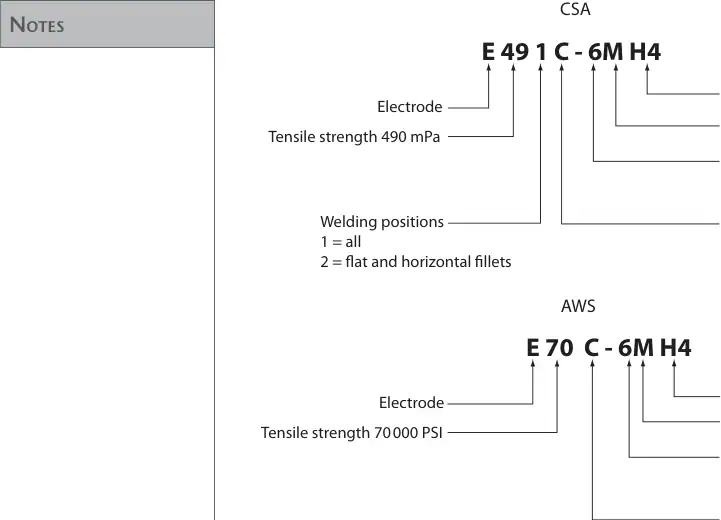 NOTES
CSA
E 49 1 C - 6M H4
Electrode
Tensile strength 490 mPa
Welding positions
1 = all
2 = flat and horizontal fillets
AWS
E 70 C - 6M H4
Electrode
Tensile strength 70 000 PSI